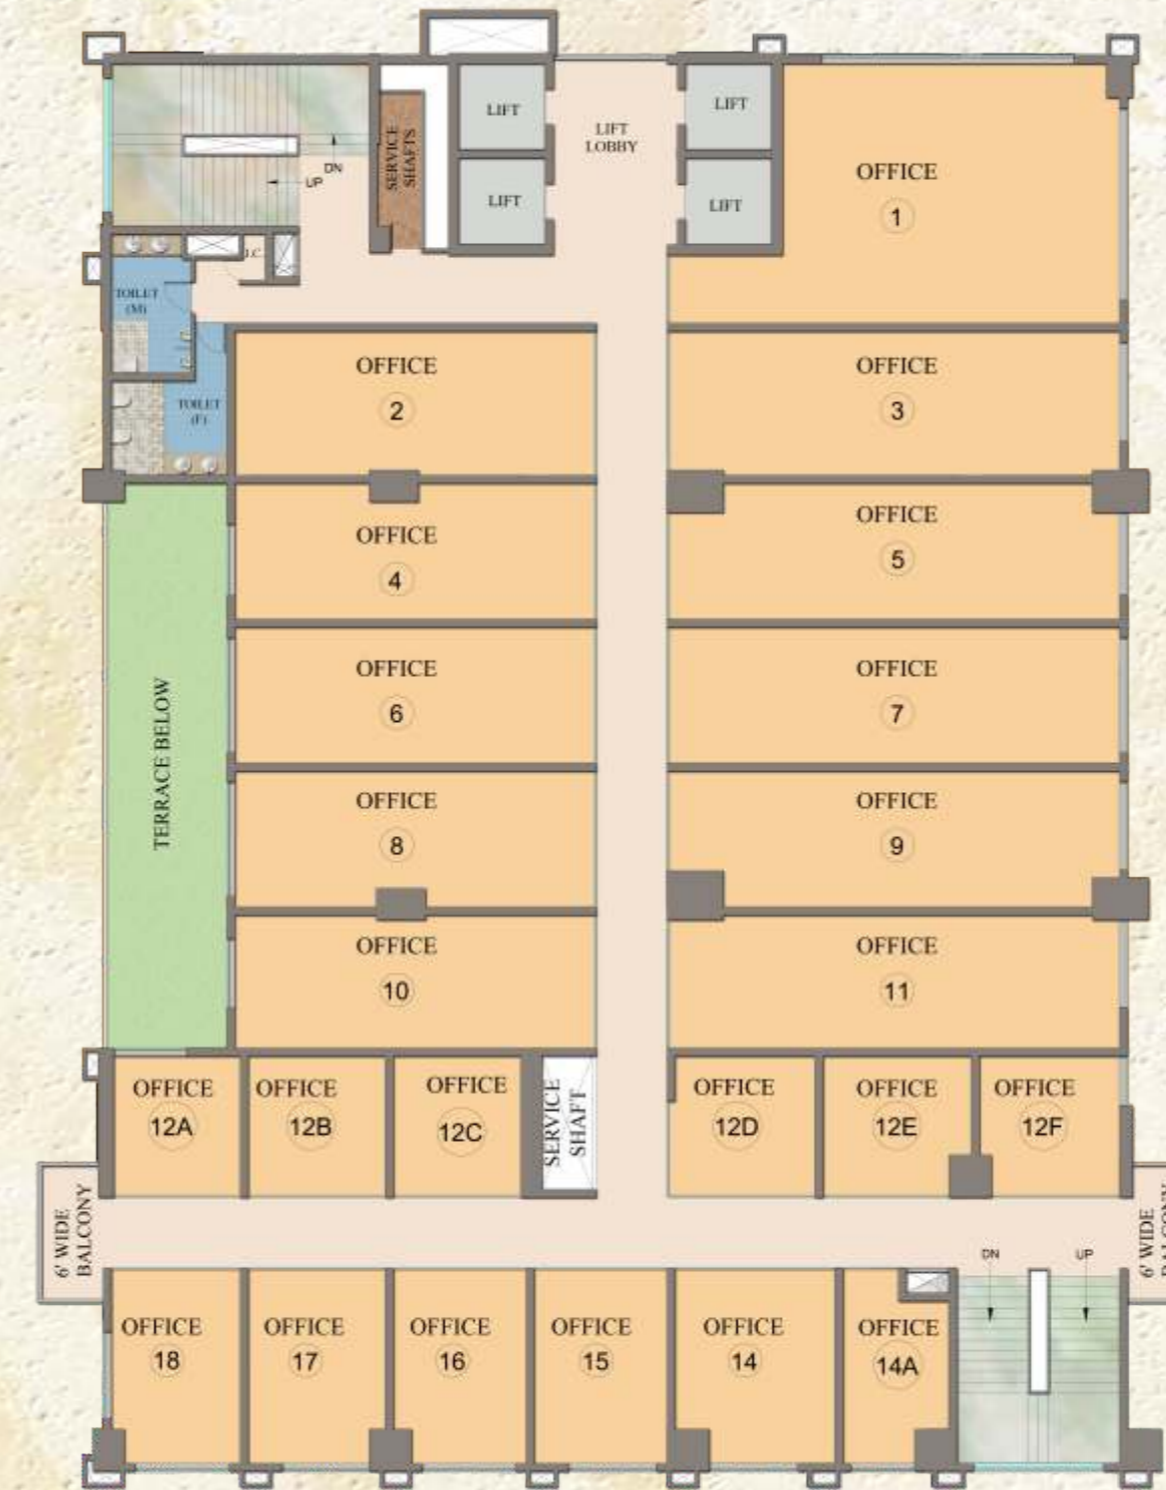 LIFT
LIFT
LIFT
LOBBY
SERVICE
SHAFTS
DN
UP
LIFT
LIFT
OFFICE
1
TOILET
(M)
TOILET
(F)
OFFICE
2
OFFICE
3
OFFICE
4
OFFICE
5
TERRACE BELOW
OFFICE
6
OFFICE
7
OFFICE
8
OFFICE
9
OFFICE
10
OFFICE
11
OFFICE
12A
OFFICE
12B
OFFICE
12C
SERVICE
SHAFT
OFFICE
12D
OFFICE
12E
OFFICE
12F
6' WIDE
BALCONY
DN
UP
6' WIDE
BALCONY
OFFICE
18
OFFICE
17
OFFICE
16
OFFICE
15
OFFICE
14
OFFICE
14A